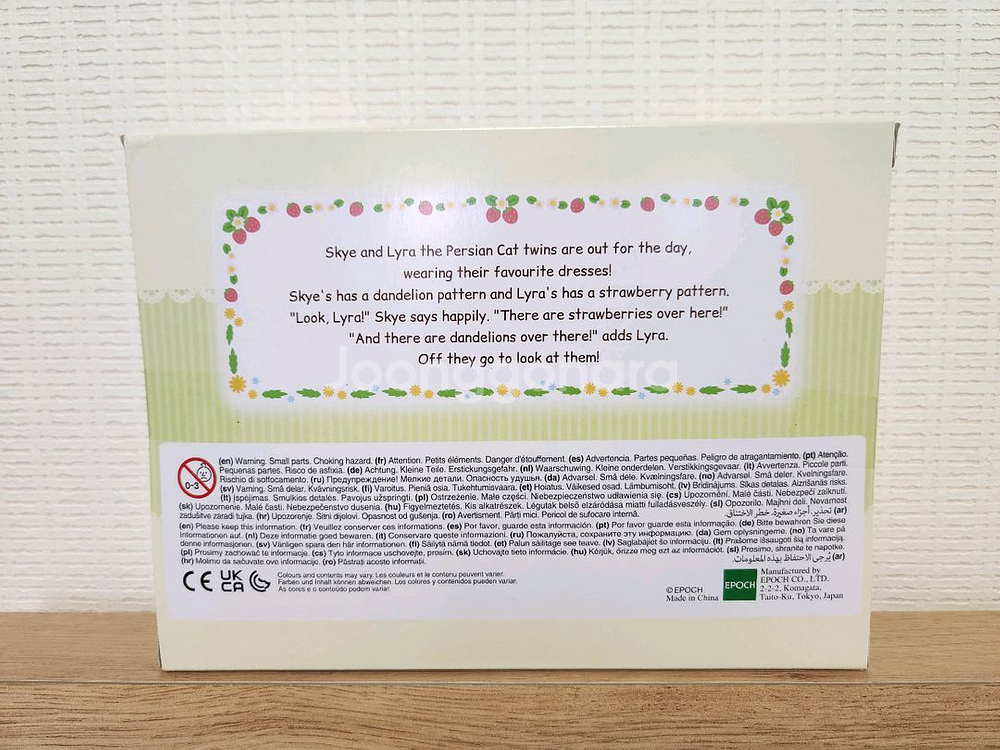 Skye and Lyra the Persian Cat twins are out for the day,
wearing their favourite dresses!
Skye's has a dandelion pattern and Lyra's has a strawberry pattern.
"Look, Lyra!" Skye says happily. "There are strawberries over here!"
"And there are dandelions over there!" adds Lyra.
Off they go to look at them!
Joonggonara
0-3
(en) Warning. Small parts. Choking hazard. (fr) Attention. Petits éléments. Danger d'étouffement. (es) Advertencia. Partes pequeñas. Peligro de atragantamiento. (pt) Atenção.
Pequenas partes. Risco de asfixia. (de) Achtung. Kleine Teile. Erstickungsgefahr. (nl) Waarschuwing. Kleine onderdelen. Verstikkingsgevaar. (it) Avvertenza. Piccole parti.
Rischio di soffocamento. (ru) Предупреждение! Мелкие детали. Опасность удушья. (da) Advarsel. Små deler. Kvælningsfare. (no) Advarsel. Små deler. Kvelningsfare.
(sv) Varning. Små delar. Kvävningsrisk. (fi) Varoitus. Pieniä osia. Tukehtumisvaara. (et) Hoiatus. Väikesed osad. Lämbumisoht. (lv) Brīdinājums. Sīkas detaļas. Aizrīšanās risks.
(lt) Įspėjimas. Smulkios detalės. Pavojus užspringti. (pl) Ostrzeżenie. Małe części. Niebezpieczeństwo udławienia się. (cs) Upozornění. Malé části. Nebezpečí zalknutí.
(sk) Upozornenie. Malé časti. Nebezpečenstvo dusenia. (hu) Figyelmeztetés. Kis alkatrészek. Légutak belső elzáródása miatti fulladásveszély. (sl) Opozorilo. Majhni deli. Nevarnost
zadušitve zaradi tujka. (hr) Upozorenje. Sitni dijelovi. Opasnost od gušenja. (ro) Avertisment. Părți mici. Pericol de sufocare internă. (ar) تحذير. أجزاء صغيرة. خطر الاختناق.
(en) Please keep this information. (fr) Veuillez conserver ces informations. (es) Por favor, guarde esta información. (pt) Por favor guarde esta informação. (de) Bitte bewahren Sie diese
Informationen auf. (nl) Deze informatie goed bewaren. (it) Conservare queste informazioni. (ru) Пожалуйста, сохраните эту информацию. (da) Gem oplysningerne. (no) Ta vare på
denne informasjonen. (sv) Vänligen spara den här informationen. (fi) Säilytä nämä tiedot. (et) Palun säilitage see teave. (lv) Saglabājiet šo informāciju. (lt) Prašome išsaugoti šią informaciją.
(pl) Prosimy zachować te informacje. (cs) Tyto informace uschovejte, prosím. (sk) Uchovajte tieto informácie. (hu) Kérjük, őrizze meg ezt az információt. (sl) Prosimo, shranite te napotke.
(hr) Molimo da sačuvate ove informacije. (ro) Păstrați aceste informații. (ar) يُرجى الاحتفاظ بهذه المعلومات.
CE UK CA
Colours and contents may vary. Les couleurs et le contenu peuvent varier.
Farben und Inhalt können abweichen. Los colores y contenidos pueden variar.
As cores e o conteúdo podem variar.
© EPOCH
Made in China
EPOCH
Manufactured by
EPOCH CO., LTD.
2-2-2, Komagata,
Taito-Ku, Tokyo, Japan